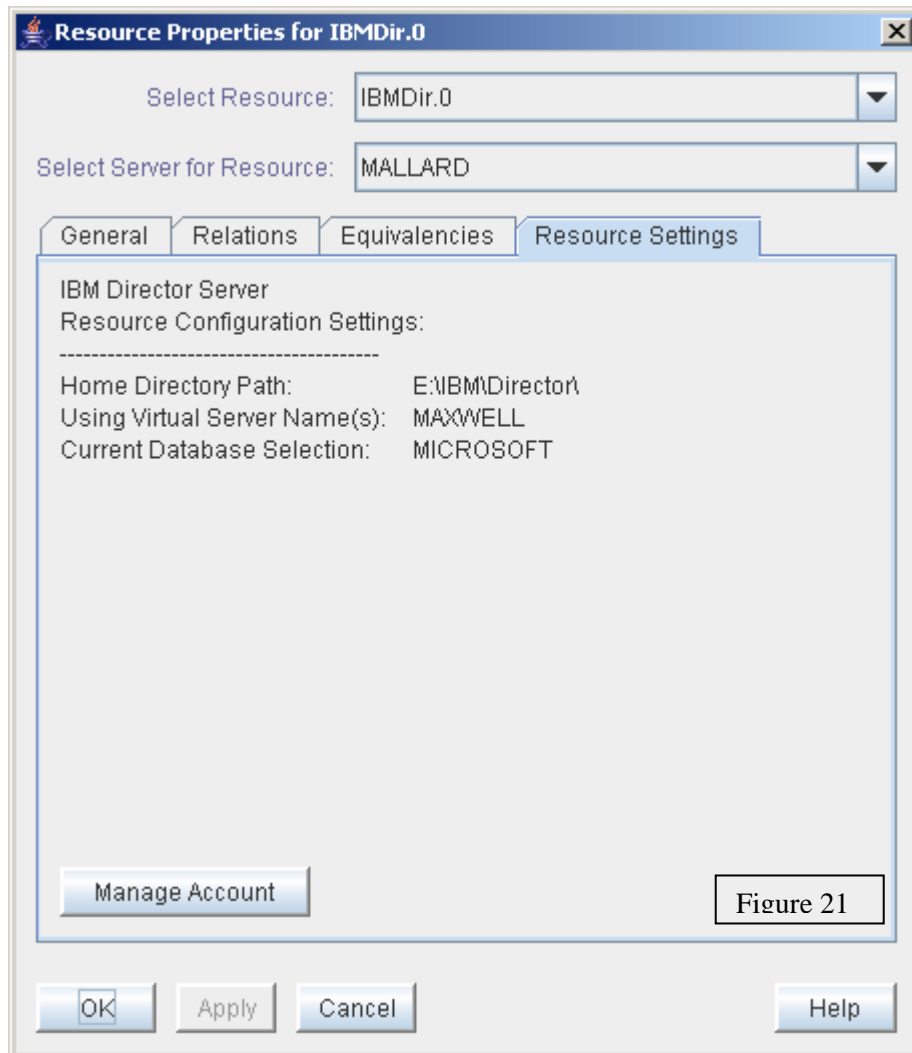 Resource Properties for IBMDir.0
Select Resource: IBMDir.0
Select Server for Resource: MALLARD
General Relations Equivalencies Resource Settings
IBM Director Server
Resource Configuration Settings:
----------------------------------------
Home Directory Path: E:\IBM\Director\
Using Virtual Server Name(s): MAXWELL
Current Database Selection: MICROSOFT
Manage Account
Figure 21
OK Apply Cancel Help